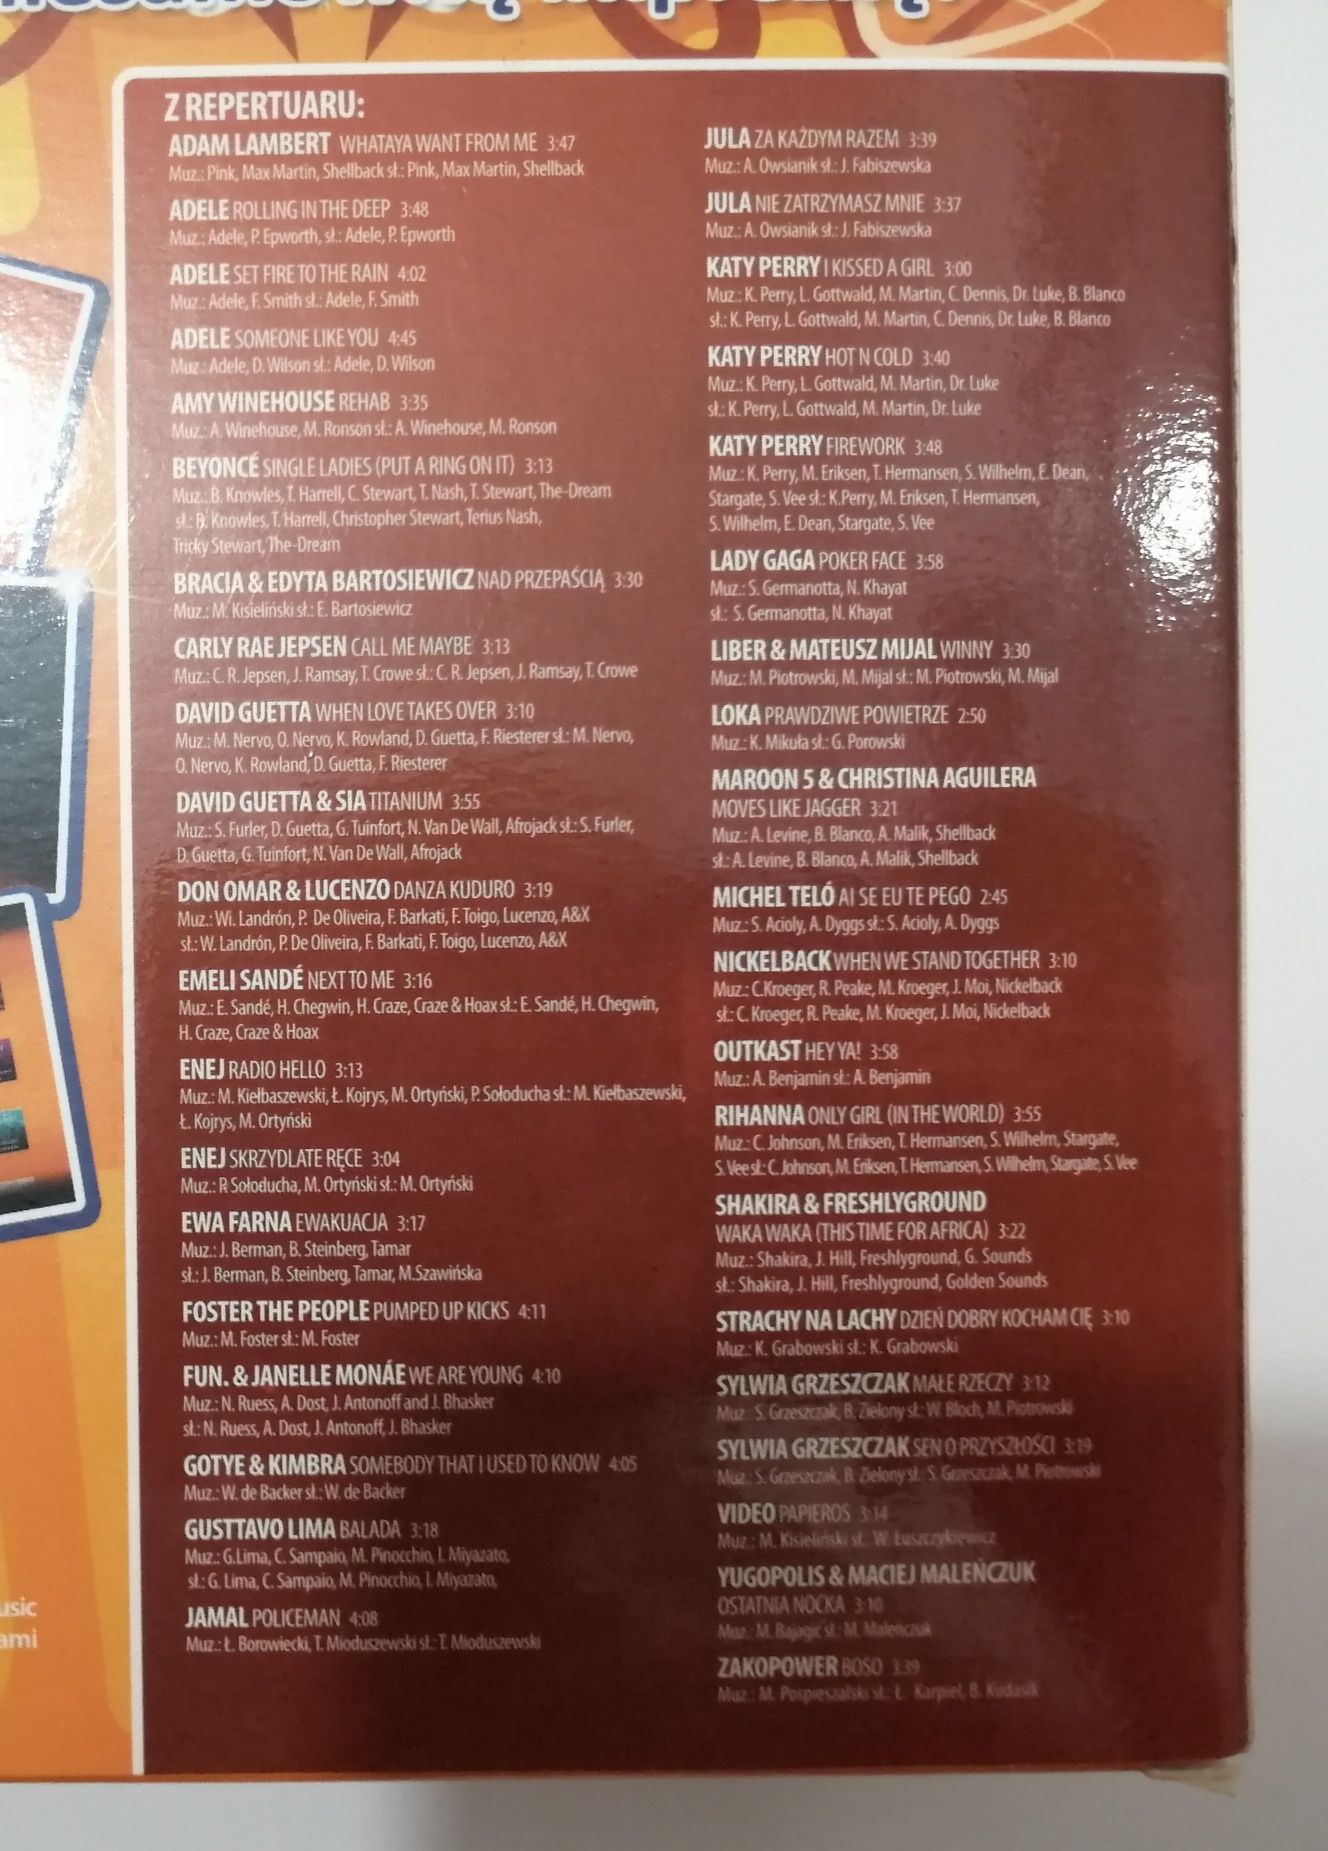 Z REPERTUARU:
ADAM LAMBERT WHATAYA WANT FROM ME 3:47
Muz.: Pink, Max Martin, Shellback sł.: Pink, Max Martin, Shellback
ADELE ROLLING IN THE DEEP 3:48
Muz.: Adele, P. Epworth, sł.: Adele, P. Epworth
ADELE SET FIRE TO THE RAIN 4:02
Muz.: Adele, F. Smith sł.: Adele, F. Smith
ADELE SOMEONE LIKE YOU 4:45
Muz.: Adele, D. Wilson sł.: Adele, D. Wilson
AMY WINEHOUSE REHAB 3:35
Muz.: A. Winehouse, M. Ronson sł.: A. Winehouse, M. Ronson
BEYONCÉ SINGLE LADIES (PUT A RING ON IT) 3:13
Muz.: B. Knowles, T. Harrell, C. Stewart, T. Nash, T. Stewart, The-Dream
sł.: B. Knowles, T. Harrell, Christopher Stewart, Terius Nash,
Tricky Stewart, The-Dream
BRACIA & EDYTA BARTOSIEWICZ NAD PRZEPAŚCIĄ 3:30
Muz.: M. Kisieliński sł.: E. Bartosiewicz
CARLY RAE JEPSEN CALL ME MAYBE 3:13
Muz.: C. R. Jepsen, J. Ramsay, T. Crowe sł.: C. R. Jepsen, J. Ramsay, T. Crowe
DAVID GUETTA WHEN LOVE TAKES OVER 3:10
Muz.: M. Nervo, O. Nervo, K. Rowland, D. Guetta, F. Riesterer sł.: M. Nervo,
O. Nervo, K. Rowland, D. Guetta, F. Riesterer
DAVID GUETTA & SIA TITANIUM 3:55
Muz.: S. Furler, D. Guetta, G. Tuinfort, N. Van De Wall, Afrojack sł.: S. Furler,
D. Guetta, G. Tuinfort, N. Van De Wall, Afrojack
DON OMAR & LUCENZO DANZA KUDURO 3:19
Muz.: Wi. Landrón, P. De Oliveira, F. Barkati, F. Toigo, Lucenzo, A&X
sł.: W. Landrón, P. De Oliveira, F. Barkati, F. Toigo, Lucenzo, A&X
EMELI SANDÉ NEXT TO ME 3:16
Muz.: E. Sandé, H. Chegwin, H. Craze, Craze & Hoax sł.: E. Sandé, H. Chegwin,
H. Craze, Craze & Hoax
ENEJ RADIO HELLO 3:13
Muz.: M. Kiełbaszewski, Ł. Kojrys, M. Ortyński, P. Sołoducha sł.: M. Kiełbaszewski,
Ł. Kojrys, M. Ortyński
ENEJ SKRZYDLATE RĘCE 3:04
Muz.: P. Sołoducha, M. Ortyński sł.: M. Ortyński
EWA FARNA EWAKUACJA 3:17
Muz.: J. Berman, B. Steinberg, Tamar
sł.: J. Berman, B. Steinberg, Tamar, M.Szawińska
FOSTER THE PEOPLE PUMPED UP KICKS 4:11
Muz.: M. Foster sł.: M. Foster
FUN. & JANELLE MONÁE WE ARE YOUNG 4:10
Muz.: N. Ruess, A. Dost, J. Antonoff and J. Bhasker
sł.: N. Ruess, A. Dost, J. Antonoff, J. Bhasker
GOTYE & KIMBRA SOMEBODY THAT I USED TO KNOW 4:05
Muz.: W. de Backer sł.: W. de Backer
GUSTTAVO LIMA BALADA 3:18
Muz.: G.Lima, C. Sampaio, M. Pinocchio, I. Miyazato,
sł.: G. Lima, C. Sampaio, M. Pinocchio, I. Miyazato,
JAMAL POLICEMAN 4:08
Muz.: Ł. Borowiecki, T. Mioduszewski sł.: T. Mioduszewski
JULA ZA KAŻDYM RAZEM 3:39
Muz.: A. Owsianik sł.: J. Fabiszewska
JULA NIE ZATRZYMASZ MNIE 3:37
Muz.: A. Owsianik sł.: J. Fabiszewska
KATY PERRY I KISSED A GIRL 3:00
Muz.: K. Perry, L. Gottwald, M. Martin, C. Dennis, Dr. Luke, B. Blanco
sł.: K. Perry, L. Gottwald, M. Martin, C. Dennis, Dr. Luke, B. Blanco
KATY PERRY HOT N COLD 3:40
Muz.: K. Perry, L. Gottwald, M. Martin, Dr. Luke
sł.: K. Perry, L. Gottwald, M. Martin, Dr. Luke
KATY PERRY FIREWORK 3:48
Muz.: K. Perry, M. Eriksen, T. Hermansen, S. Wilhelm, E. Dean,
Stargate, S. Vee sł.: K.Perry, M. Eriksen, T. Hermansen,
S. Wilhelm, E. Dean, Stargate, S. Vee
LADY GAGA POKER FACE 3:58
Muz.: S. Germanotta, N. Khayat
sł.: S. Germanotta, N. Khayat
LIBER & MATEUSZ MIJAL WINNY 3:30
Muz.: M. Piotrowski, M. Mijal sł.: M. Piotrowski, M. Mijal
LOKA PRAWDZIWE POWIETRZE 2:50
Muz.: K. Mikuła sł.: G. Porowski
MAROON 5 & CHRISTINA AGUILERA
MOVES LIKE JAGGER 3:21
Muz.: A. Levine, B. Blanco, A. Malik, Shellback
sł.: A. Levine, B. Blanco, A. Malik, Shellback
MICHEL TELÓ AI SE EU TE PEGO 2:45
Muz.: S. Acioly, A. Dyggs sł.: S. Acioly, A. Dyggs
NICKELBACK WHEN WE STAND TOGETHER 3:10
Muz.: C.Kroeger, R. Peake, M. Kroeger, J. Moi, Nickelback
sł.: C. Kroeger, R. Peake, M. Kroeger, J. Moi, Nickelback
OUTKAST HEY YA! 3:58
Muz.: A. Benjamin sł.: A. Benjamin
RIHANNA ONLY GIRL (IN THE WORLD) 3:55
Muz.: C. Johnson, M. Eriksen, T. Hermansen, S. Wilhelm, Stargate,
S. Vee sł.: C. Johnson, M. Eriksen, T. Hermansen, S. Wilhelm, Stargate, S. Vee
SHAKIRA & FRESHLYGROUND
WAKA WAKA (THIS TIME FOR AFRICA) 3:22
Muz.: Shakira, J. Hill, Freshlyground, G. Sounds
sł.: Shakira, J. Hill, Freshlyground, Golden Sounds
STRACHY NA LACHY DZIEŃ DOBRY KOCHAM CIĘ 3:10
Muz.: K. Grabowski sł.: K. Grabowski
SYLWIA GRZESZCZAK MAŁE RZECZY 3:12
Muz.: S. Grzeszczak, B. Zielony sł.: W. Bloch, M. Piotrowski
SYLWIA GRZESZCZAK SEN O PRZYSZŁOŚCI 3:19
Muz.: S. Grzeszczak, B. Zielony sł.: S. Grzeszczak, M. Piotrowski
VIDEO PAPIEROS 3:14
Muz.: M. Kisieliński sł.: W. Łuszczykiewicz
YUGOPOLIS & MACIEJ MALEŃCZUK
OSTATNIA NOCKA 3:10
Muz.: M. Bajagić sł.: M. Maleńczuk
ZAKOPOWER BOSO 3:39
Muz.: M. Pospieszalski sł.: Ł. Karpiel, B. Kudasik